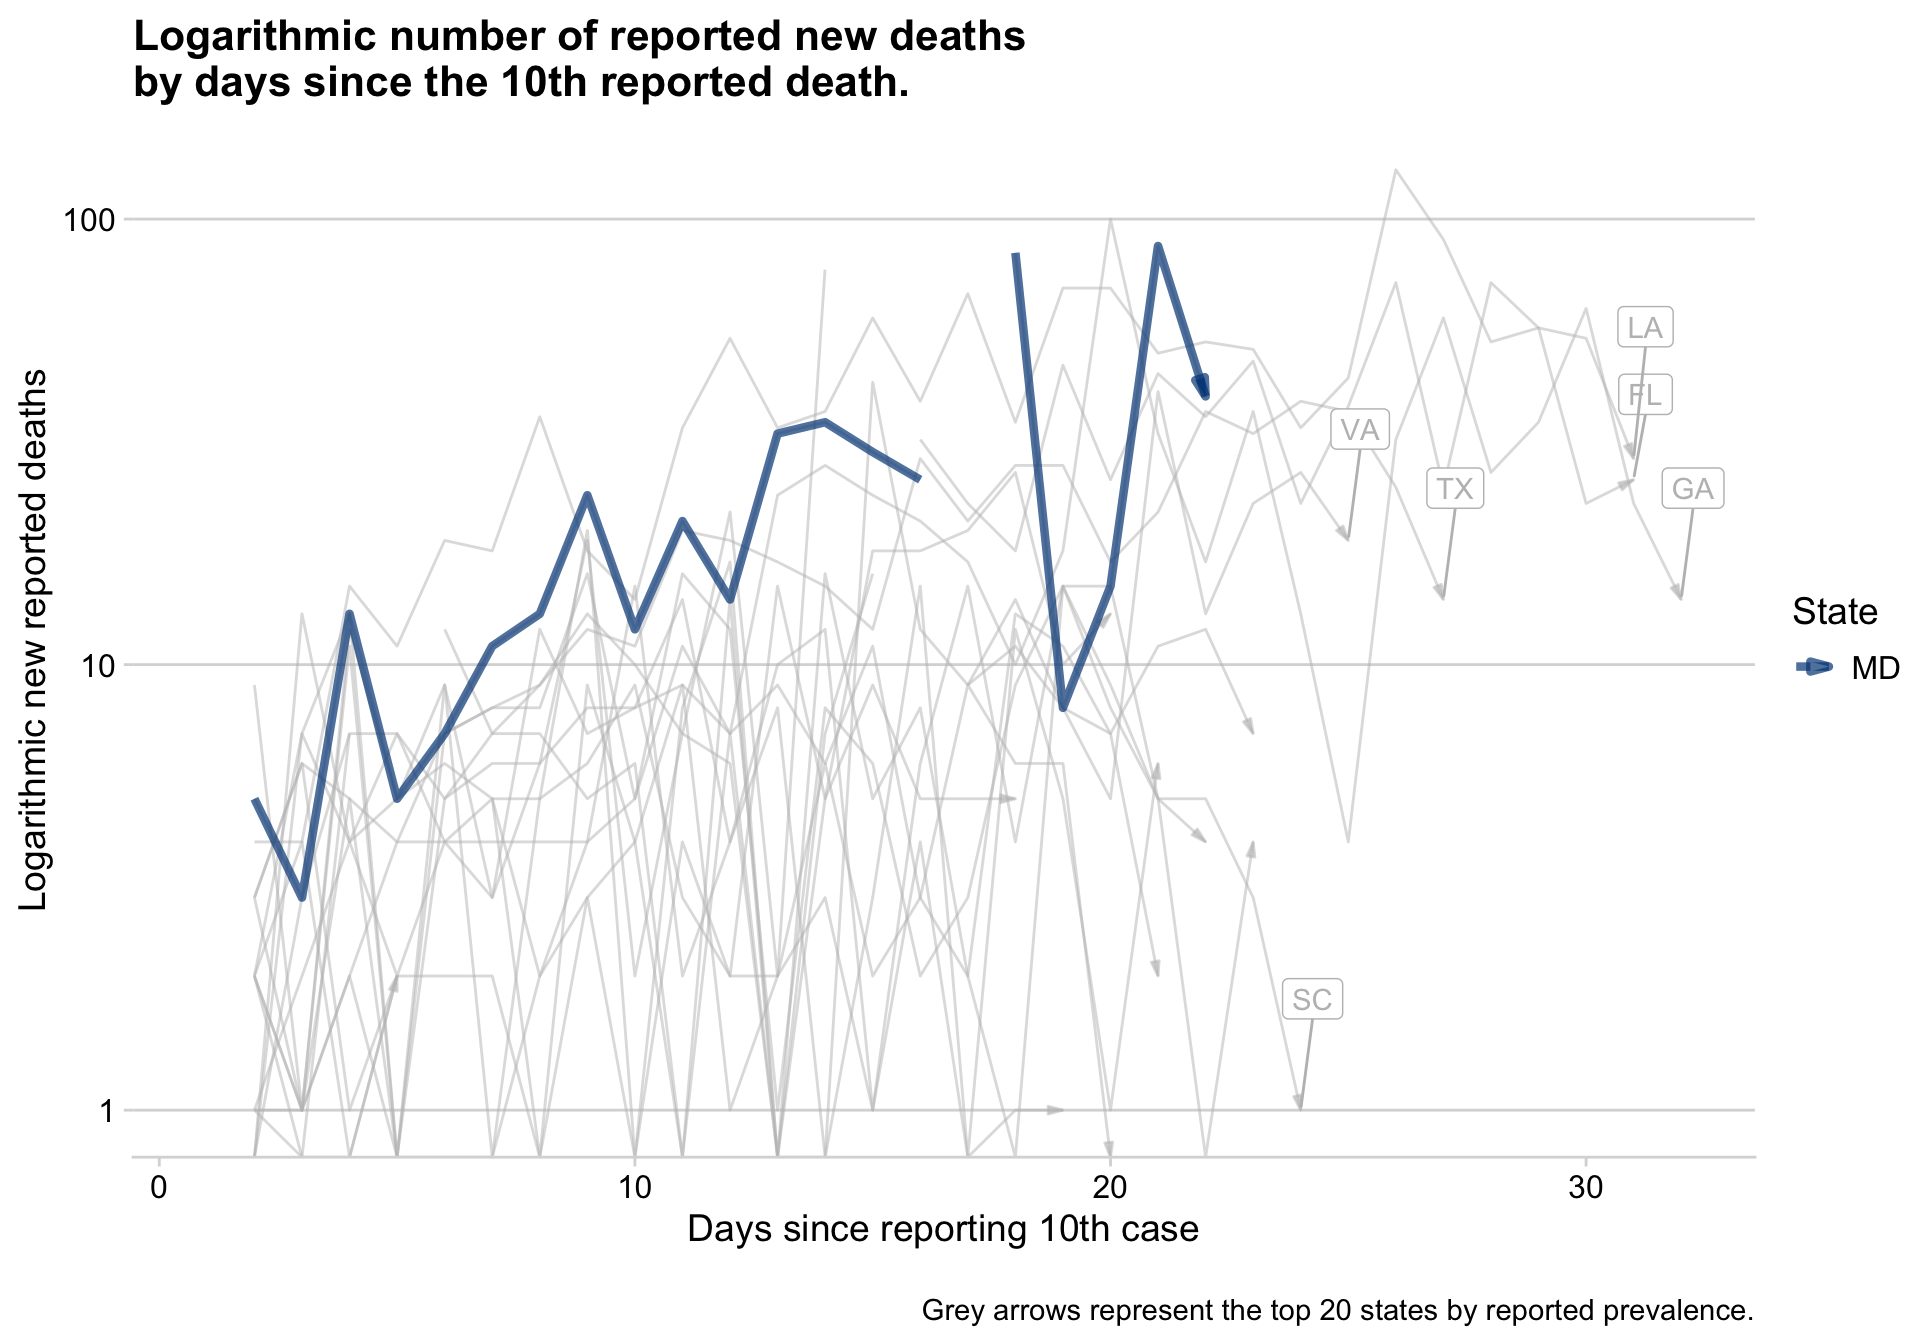 Logarithmic number of reported new deaths
by days since the 10th reported death.
Logarithmic new reported deaths
100
10
1
LA
FL
VA
TX
GA
SC
State
MD
0
10
20
30
Days since reporting 10th case
Grey arrows represent the top 20 states by reported prevalence.